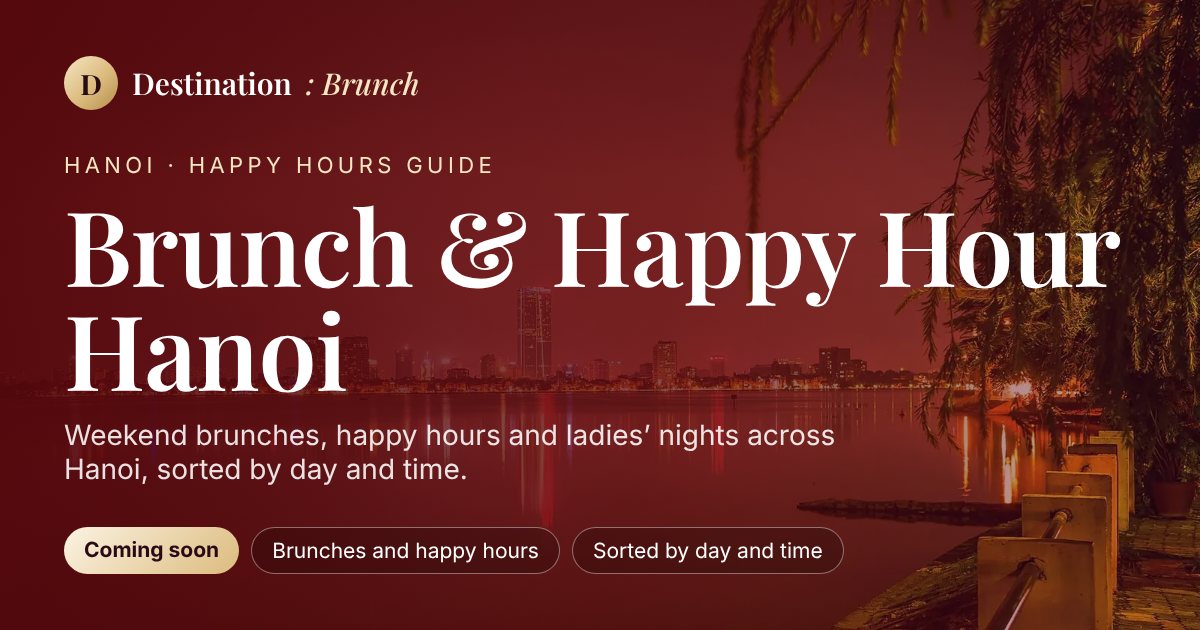 D Destination : Brunch
HANOI · HAPPY HOURS GUIDE
Brunch & Happy Hour
Hanoi
Weekend brunches, happy hours and ladies’ nights across
Hanoi, sorted by day and time.
Coming soon Brunches and happy hours Sorted by day and time